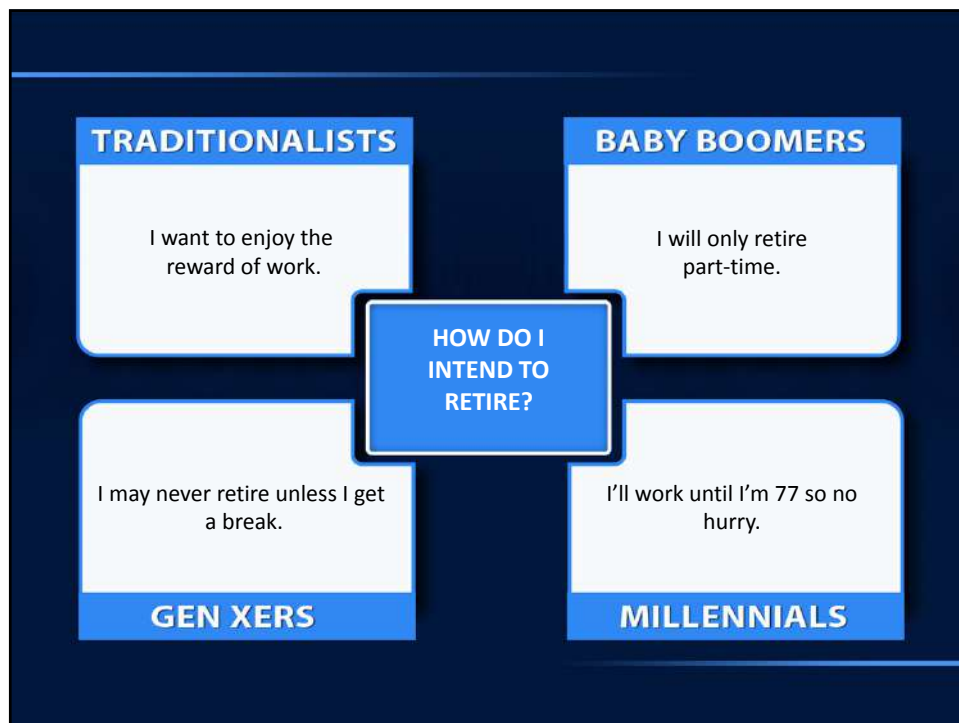 TRADITIONALISTS
I want to enjoy the
reward of work.
BABY BOOMERS
I will only retire
part-time.
HOW DO I
INTEND TO
RETIRE?
I may never retire unless I get
a break.
GEN XERS
I’ll work until I’m 77 so no
hurry.
MILLENNIALS